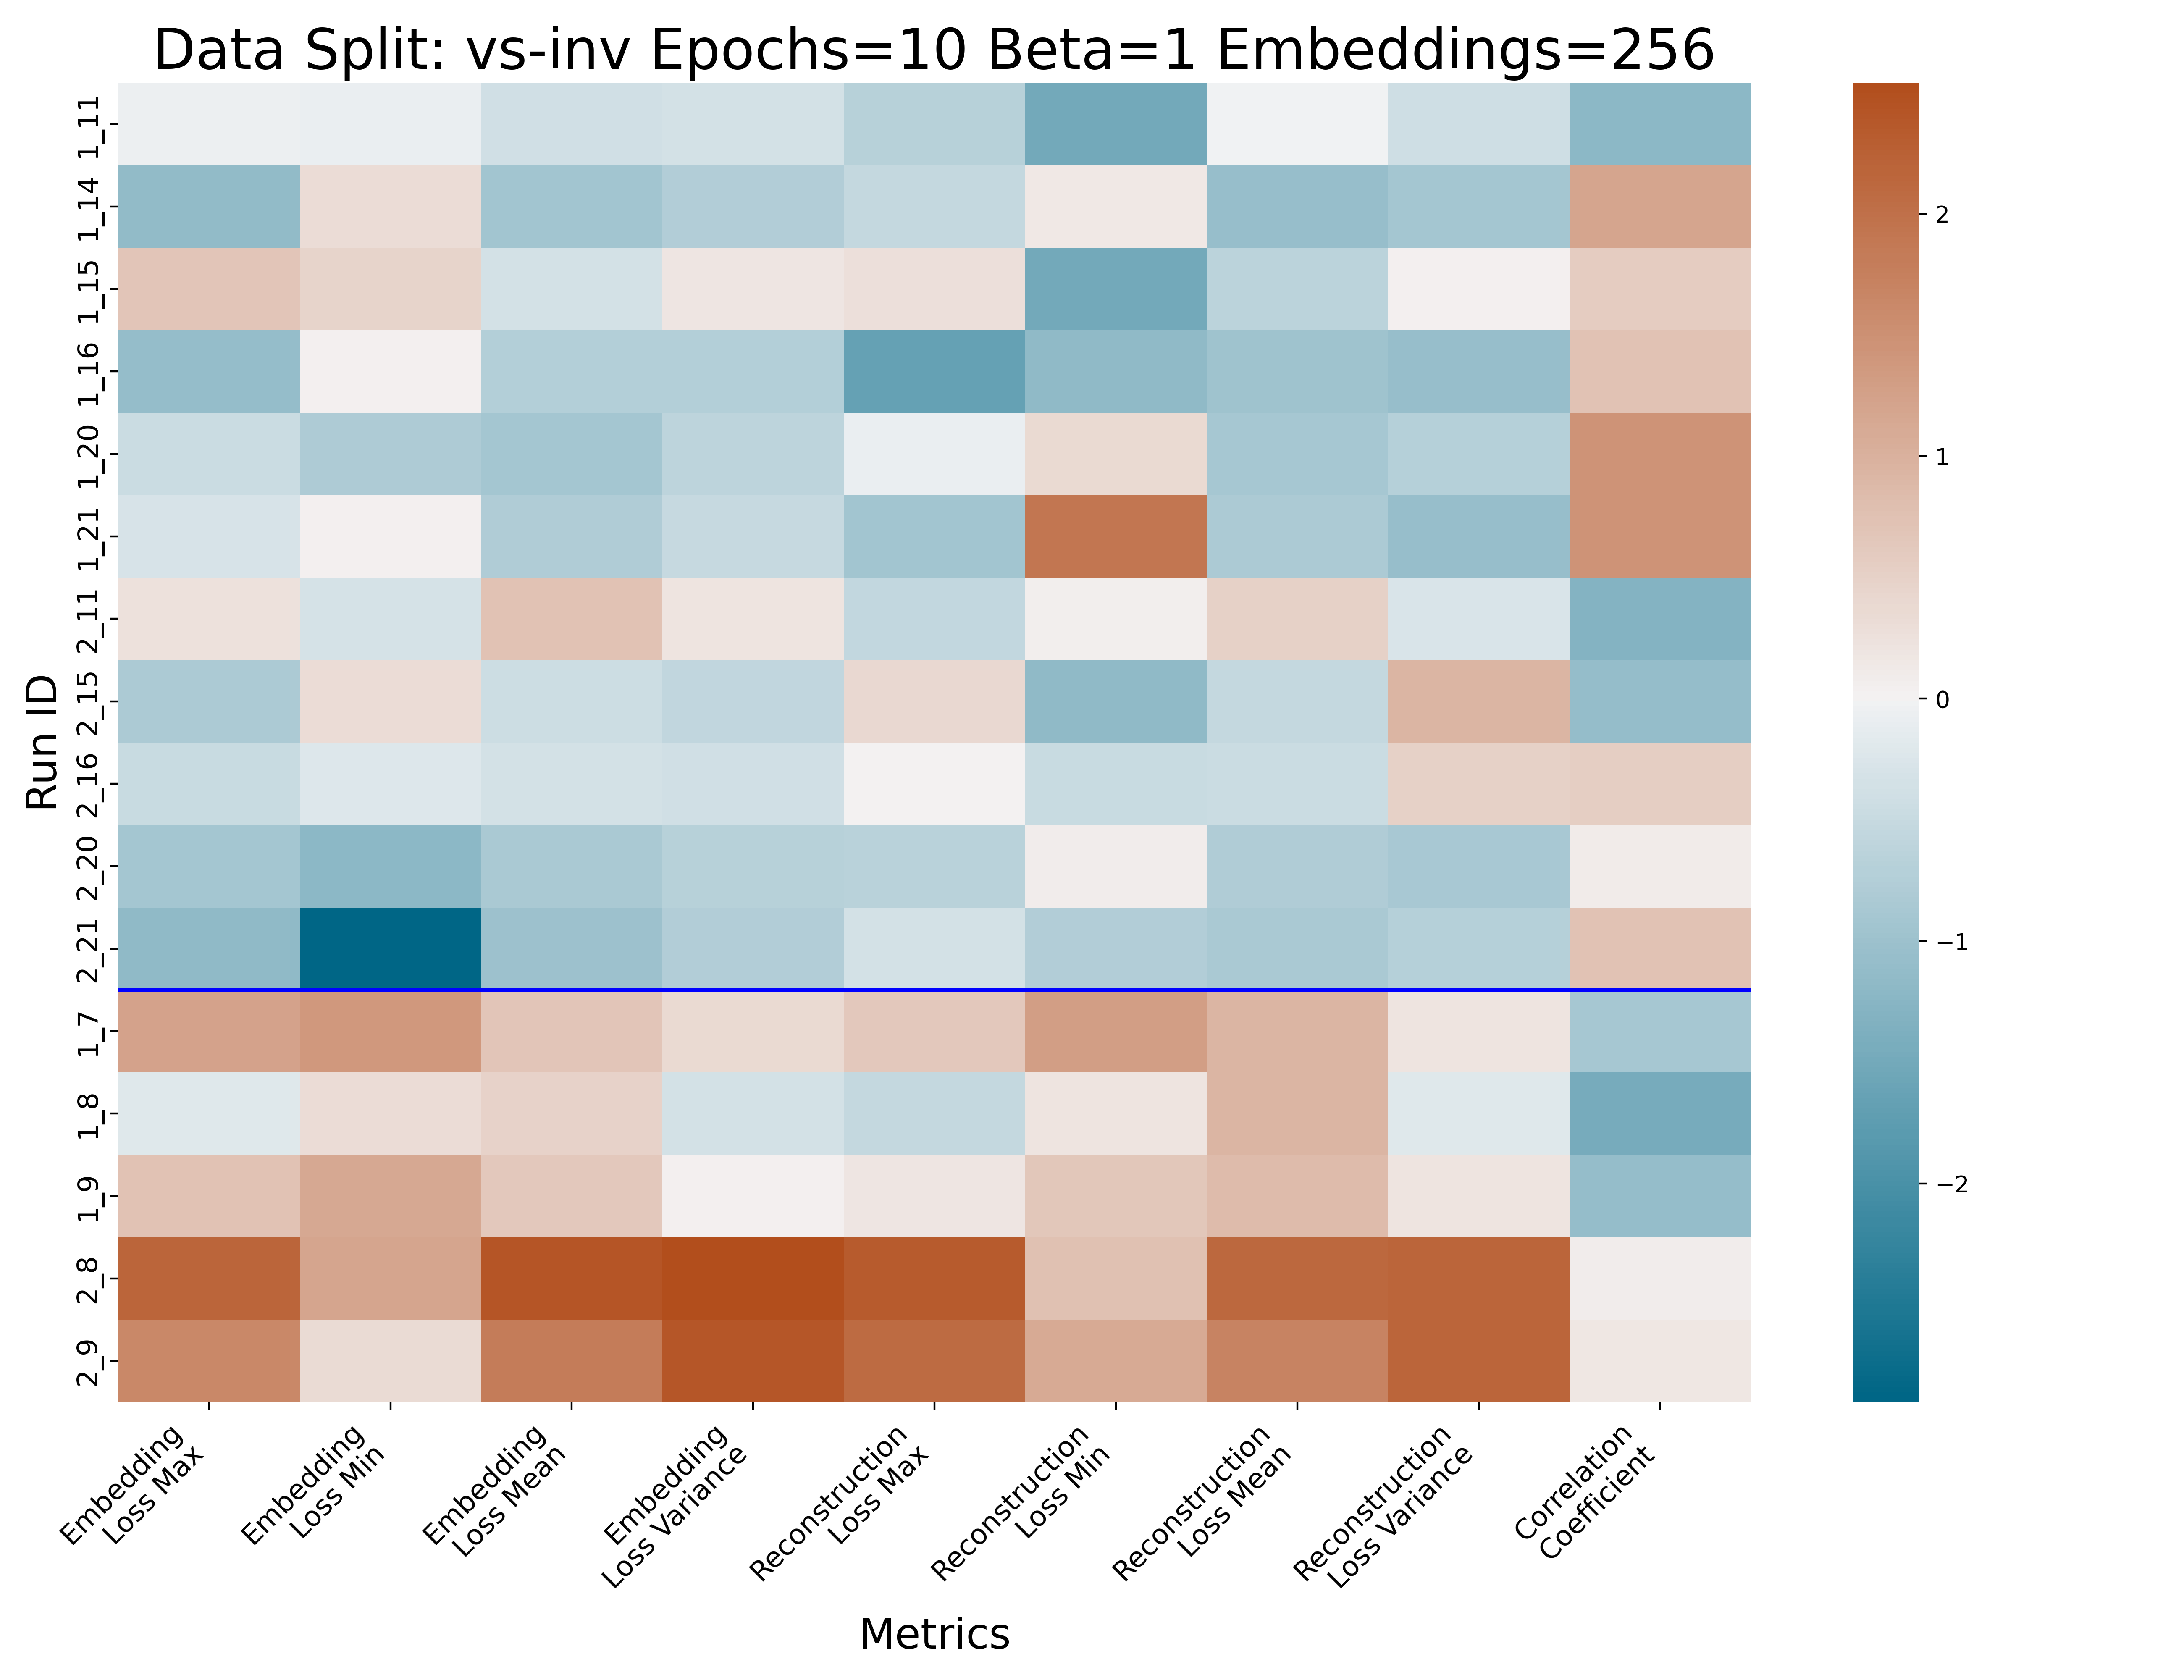 Data Split: vs-inv Epochs=10 Beta=1 Embeddings=256
Run ID
1_11
1_14
1_15
1_16
1_20
1_21
2_11
2_15
2_16
2_20
2_21
1_7
1_8
1_9
2_8
2_9
Embedding
Loss Max
Embedding
Loss Min
Embedding
Loss Mean
Embedding
Loss Variance
Reconstruction
Loss Max
Reconstruction
Loss Min
Reconstruction
Loss Mean
Reconstruction
Loss Variance
Correlation
Coefficient
Metrics
2
1
0
−1
−2